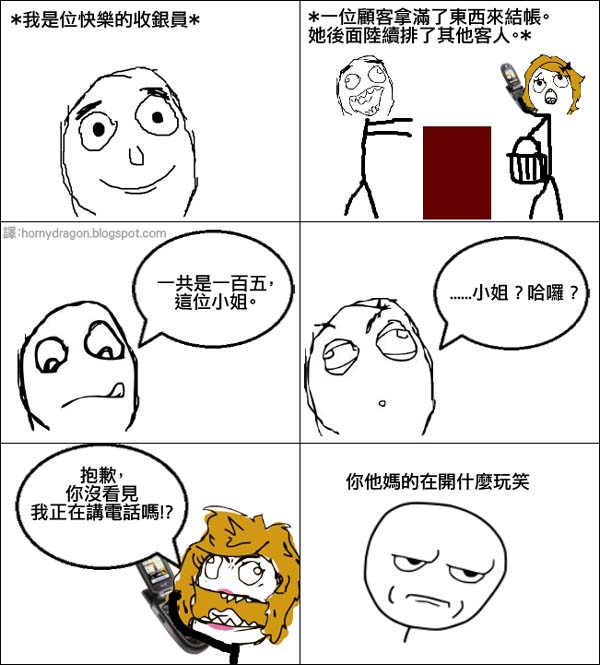 *我是位快樂的收銀員*
*一位顧客拿滿了東西來結帳。
她後面陸續排了其他客人。*
譯:hornydragon.blogspot.com
一共是一百五，
這位小姐。
......小姐？哈囉？
抱歉，
你沒看見
我正在講電話嗎!?
你他媽的在開什麼玩笑